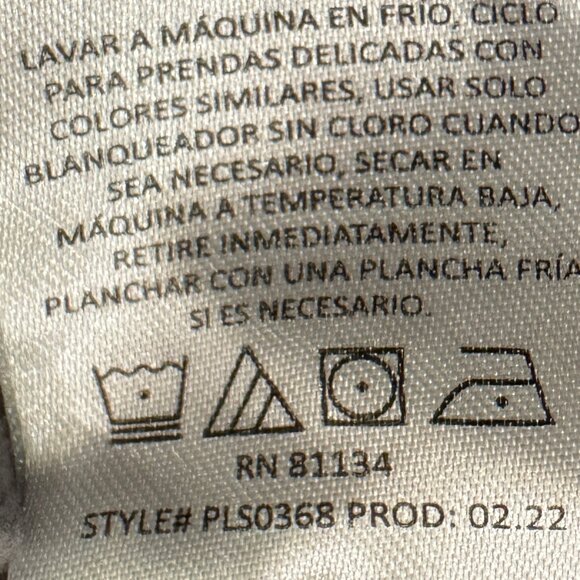 LAVAR A MÁQUINA EN FRÍO, CICLO
PARA PRENDAS DELICADAS CON
COLORES SIMILARES, USAR SOLO
BLANQUEADOR SIN CLORO CUANDO
SEA NECESARIO, SECAR EN
MÁQUINA A TEMPERATURA BAJA,
RETIRE INMEDIATAMENTE,
PLANCHAR CON UNA PLANCHA FRÍA
SI ES NECESARIO.
RN 81134
STYLE# PLS0368 PROD: 02.22